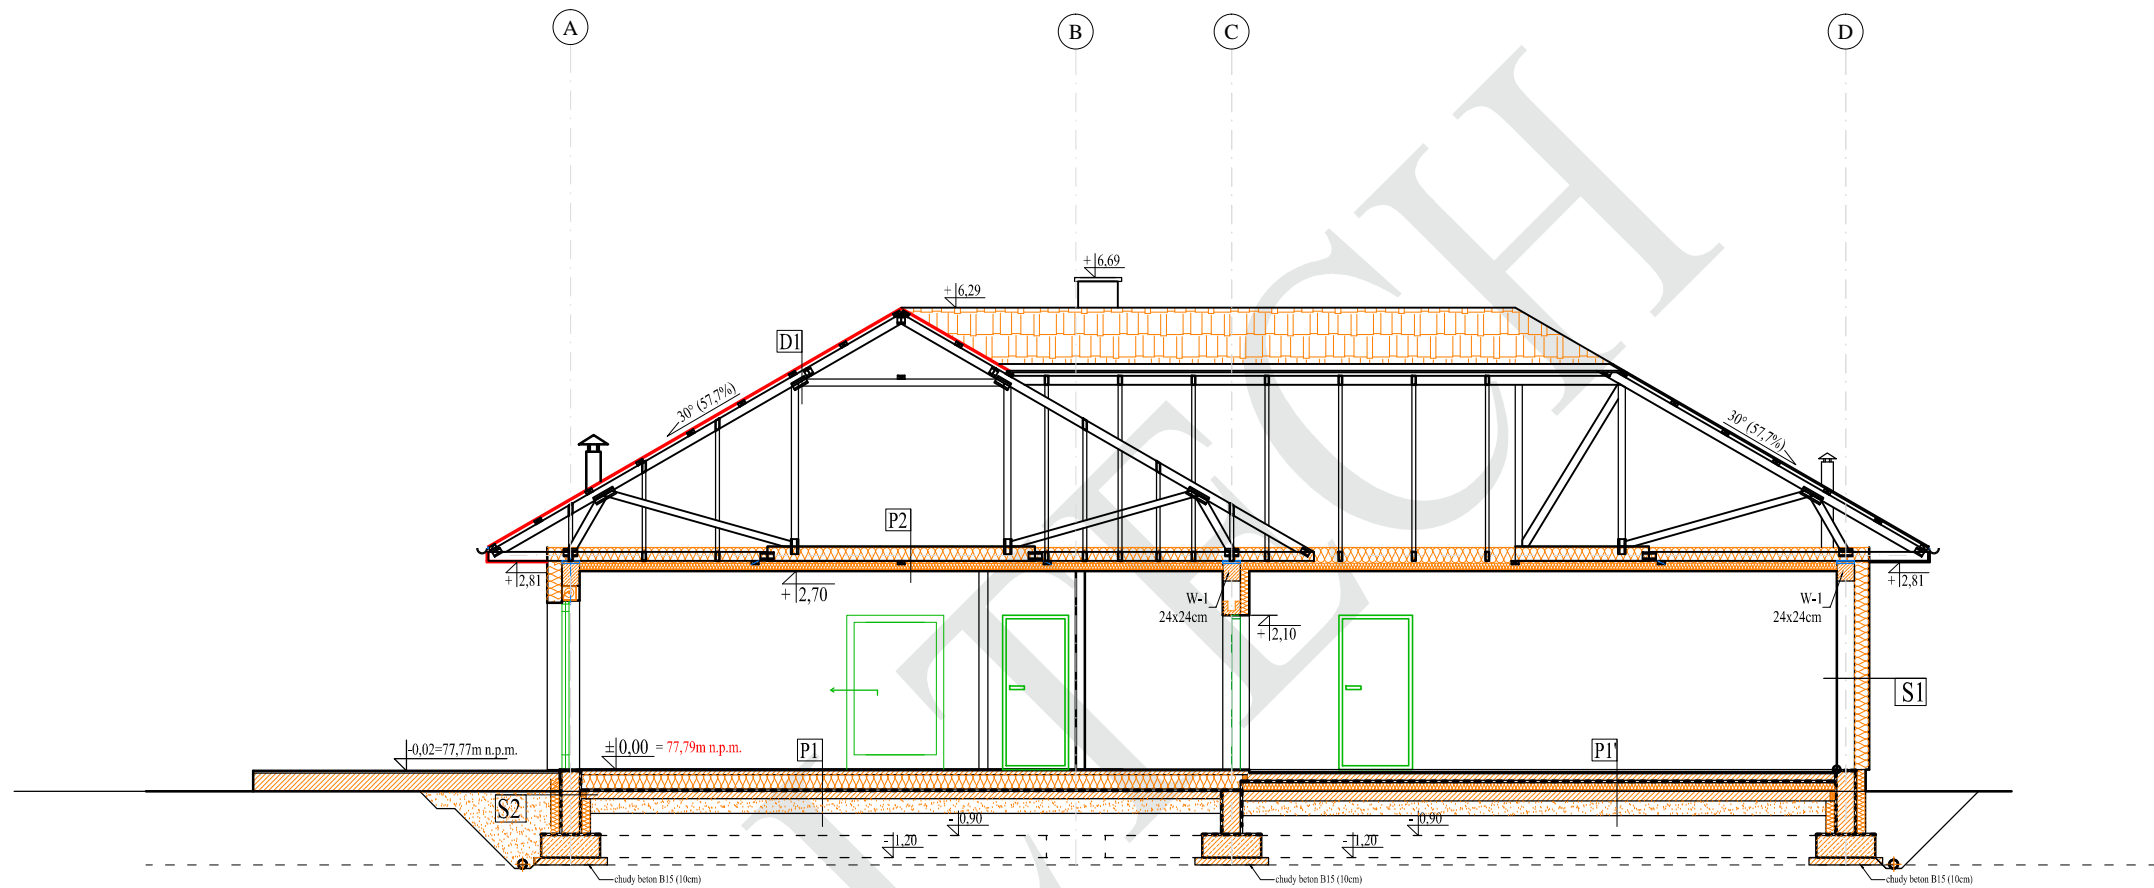 A
B
C
D
+6,69
+6,29
D1
30° (57,7%)
30° (57,7%)
P2
+2,81
+2,70
W-1
24x24cm
+2,10
W-1
24x24cm
+2,81
S1
-0,02=77,77m n.p.m.
±0,00 = 77,79m n.p.m.
P1
P1'
S2
-0,90
-0,90
-1,20
-1,20
chudy beton B15 (10cm)
chudy beton B15 (10cm)
chudy beton B15 (10cm)
LTECH